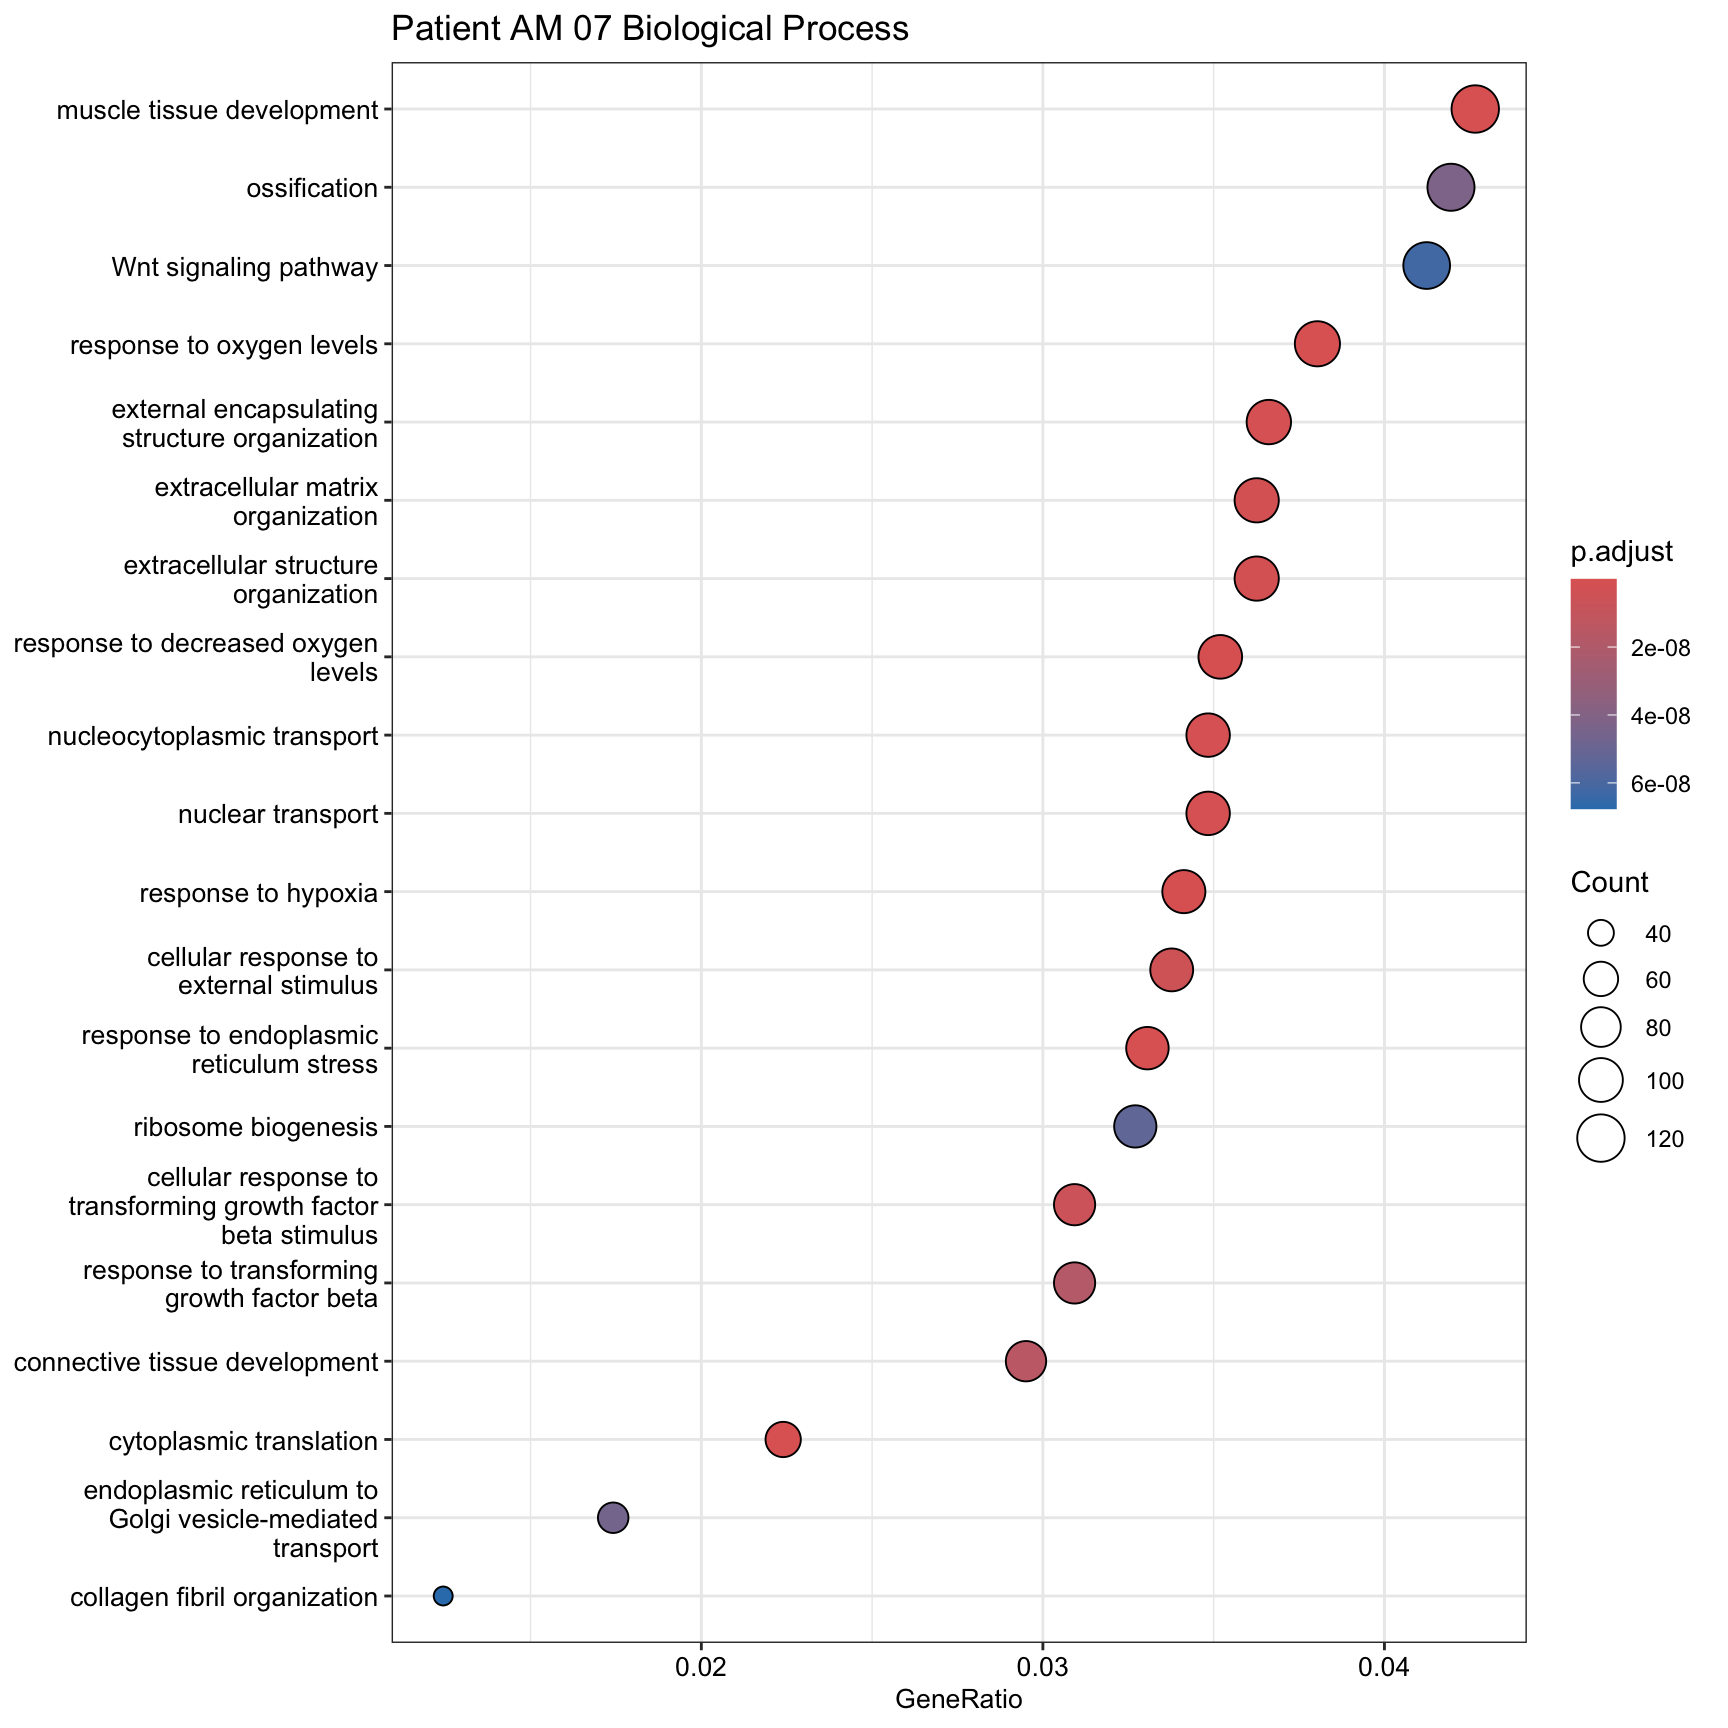 Patient AM 07 Biological Process
muscle tissue development
ossification
Wnt signaling pathway
response to oxygen levels
external encapsulating
structure organization
extracellular matrix
organization
extracellular structure
organization
response to decreased oxygen
levels
nucleocytoplasmic transport
nuclear transport
response to hypoxia
cellular response to
external stimulus
response to endoplasmic
reticulum stress
ribosome biogenesis
cellular response to
transforming growth factor
beta stimulus
response to transforming
growth factor beta
connective tissue development
cytoplasmic translation
endoplasmic reticulum to
Golgi vesicle-mediated
transport
collagen fibril organization
0.02
0.03
0.04
GeneRatio
p.adjust
2e-08
4e-08
6e-08
Count
40
60
80
100
120